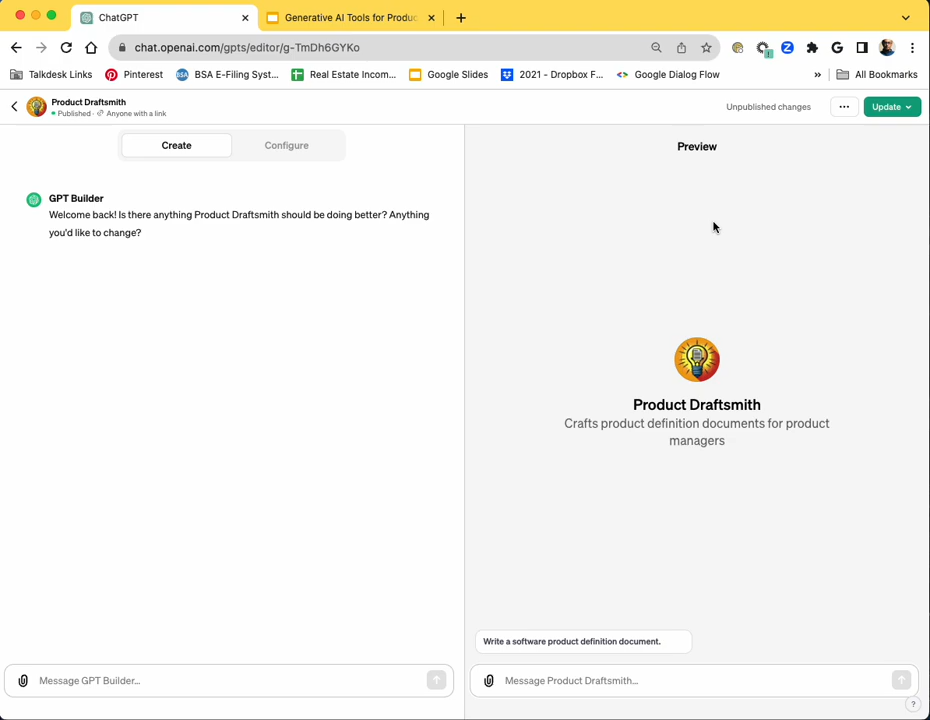 ChatGPT
Generative AI Tools for Produc
chat.openai.com/gpts/editor/g-TmDh6GYKo
Talkdesk Links
Pinterest
BSA E-Filing Syst...
Real Estate Incom...
Google Slides
2021 - Dropbox F...
Google Dialog Flow
»
All Bookmarks
Product Draftsmith
Published · Anyone with a link
Unpublished changes
Update
Create
Configure
Preview
GPT Builder
Welcome back! Is there anything Product Draftsmith should be doing better? Anything
you'd like to change?
Product Draftsmith
Crafts product definition documents for product
managers
Write a software product definition document.
Message GPT Builder...
Message Product Draftsmith...
?